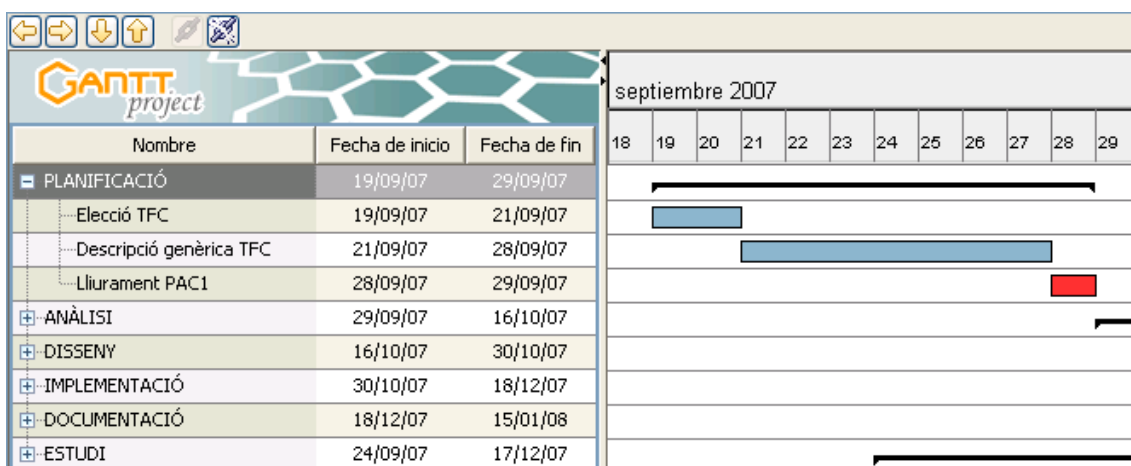 GANTT
project
septiembre 2007
Nombre Fecha de inicio Fecha de fin 18 19 20 21 22 23 24 25 26 27 28 29
PLANIFICACIÓ 19/09/07 29/09/07
Elecció TFC 19/09/07 21/09/07
Descripció genèrica TFC 21/09/07 28/09/07
Lliurament PAC1 28/09/07 29/09/07
ANÀLISI 29/09/07 16/10/07
DISSENY 16/10/07 30/10/07
IMPLEMENTACIÓ 30/10/07 18/12/07
DOCUMENTACIÓ 18/12/07 15/01/08
ESTUDI 24/09/07 17/12/07